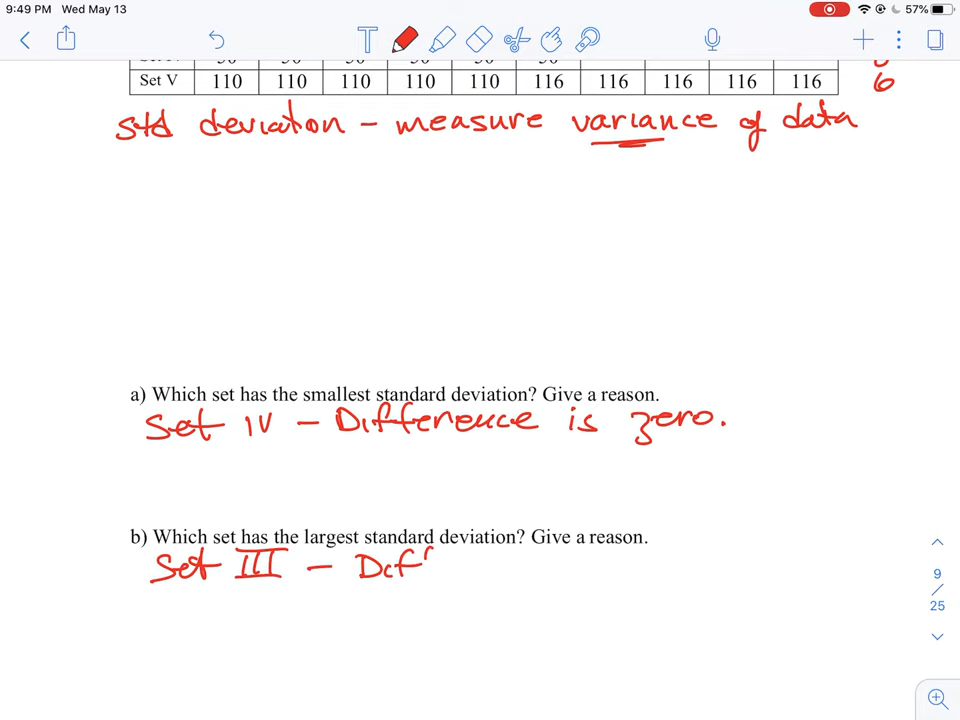 9:49 PM Wed May 13 57%
T
Set V 110 110 110 110 110 116 116 116 116 116 6
std deviation - measure variance of data
a) Which set has the smallest standard deviation? Give a reason.
Set IV - Difference is zero.
b) Which set has the largest standard deviation? Give a reason.
Set III - Dif
9
/
25